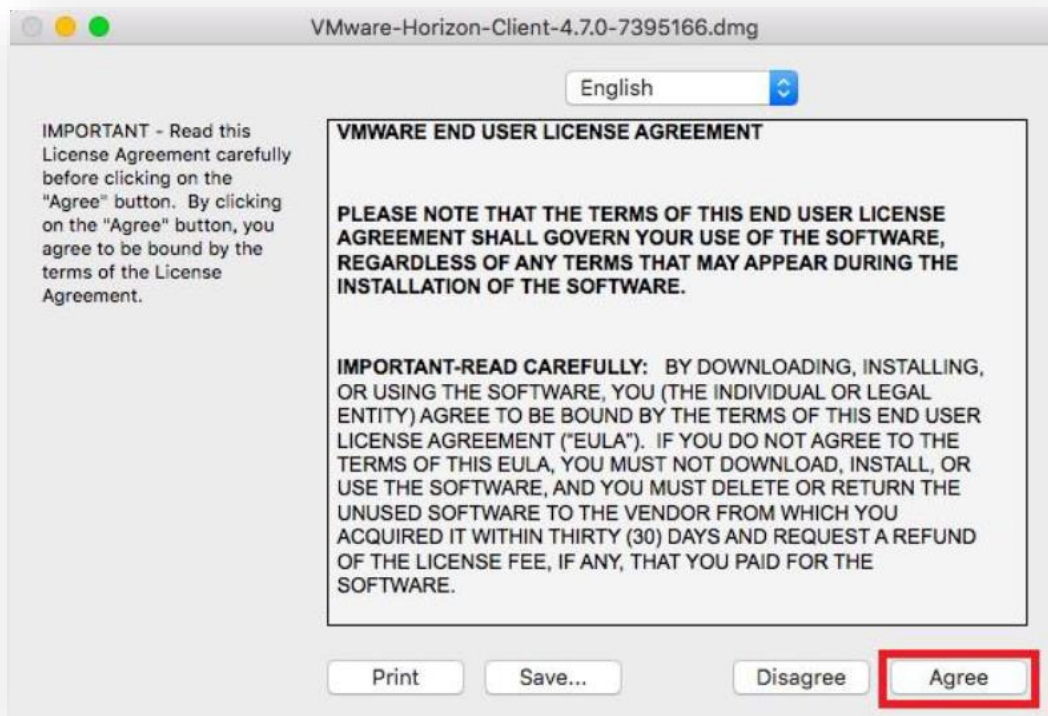 VMware-Horizon-Client-4.7.0-7395166.dmg
English
IMPORTANT - Read this
License Agreement carefully
before clicking on the
"Agree" button.  By clicking
on the "Agree" button, you
agree to be bound by the
terms of the License
Agreement.
VMWARE END USER LICENSE AGREEMENT
PLEASE NOTE THAT THE TERMS OF THIS END USER LICENSE
AGREEMENT SHALL GOVERN YOUR USE OF THE SOFTWARE,
REGARDLESS OF ANY TERMS THAT MAY APPEAR DURING THE
INSTALLATION OF THE SOFTWARE.
IMPORTANT-READ CAREFULLY:   BY DOWNLOADING, INSTALLING,
OR USING THE SOFTWARE, YOU (THE INDIVIDUAL OR LEGAL
ENTITY) AGREE TO BE BOUND BY THE TERMS OF THIS END USER
LICENSE AGREEMENT (“EULA”).  IF YOU DO NOT AGREE TO THE
TERMS OF THIS EULA, YOU MUST NOT DOWNLOAD, INSTALL, OR
USE THE SOFTWARE, AND YOU MUST DELETE OR RETURN THE
UNUSED SOFTWARE TO THE VENDOR FROM WHICH YOU
ACQUIRED IT WITHIN THIRTY (30) DAYS AND REQUEST A REFUND
OF THE LICENSE FEE, IF ANY, THAT YOU PAID FOR THE
SOFTWARE.
Print Save... Disagree Agree